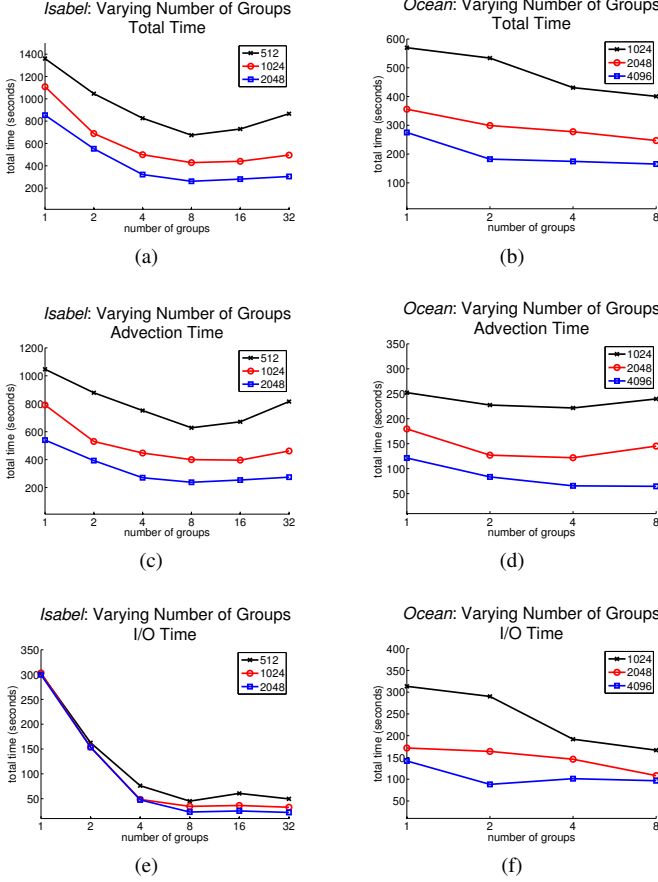 Isabel: Varying Number of Groups
Total Time
1400
1200
1000
800
600
400
200
total time (seconds)
512
1024
2048
1 2 4 8 16 32
number of groups
(a)
Ocean: Varying Number of Groups
Total Time
600
500
400
300
200
100
total time (seconds)
1024
2048
4096
1 2 4 8
number of groups
(b)
Isabel: Varying Number of Groups
Advection Time
1200
1000
800
600
400
200
total time (seconds)
512
1024
2048
1 2 4 8 16 32
number of groups
(c)
Ocean: Varying Number of Groups
Advection Time
350
300
250
200
150
100
50
total time (seconds)
1024
2048
4096
1 2 4 8
number of groups
(d)
Isabel: Varying Number of Groups
I/O Time
350
300
250
200
150
100
50
total time (seconds)
512
1024
2048
1 2 4 8 16 32
number of groups
(e)
Ocean: Varying Number of Groups
I/O Time
400
350
300
250
200
150
100
50
total time (seconds)
1024
2048
4096
1 2 4 8
number of groups
(f)